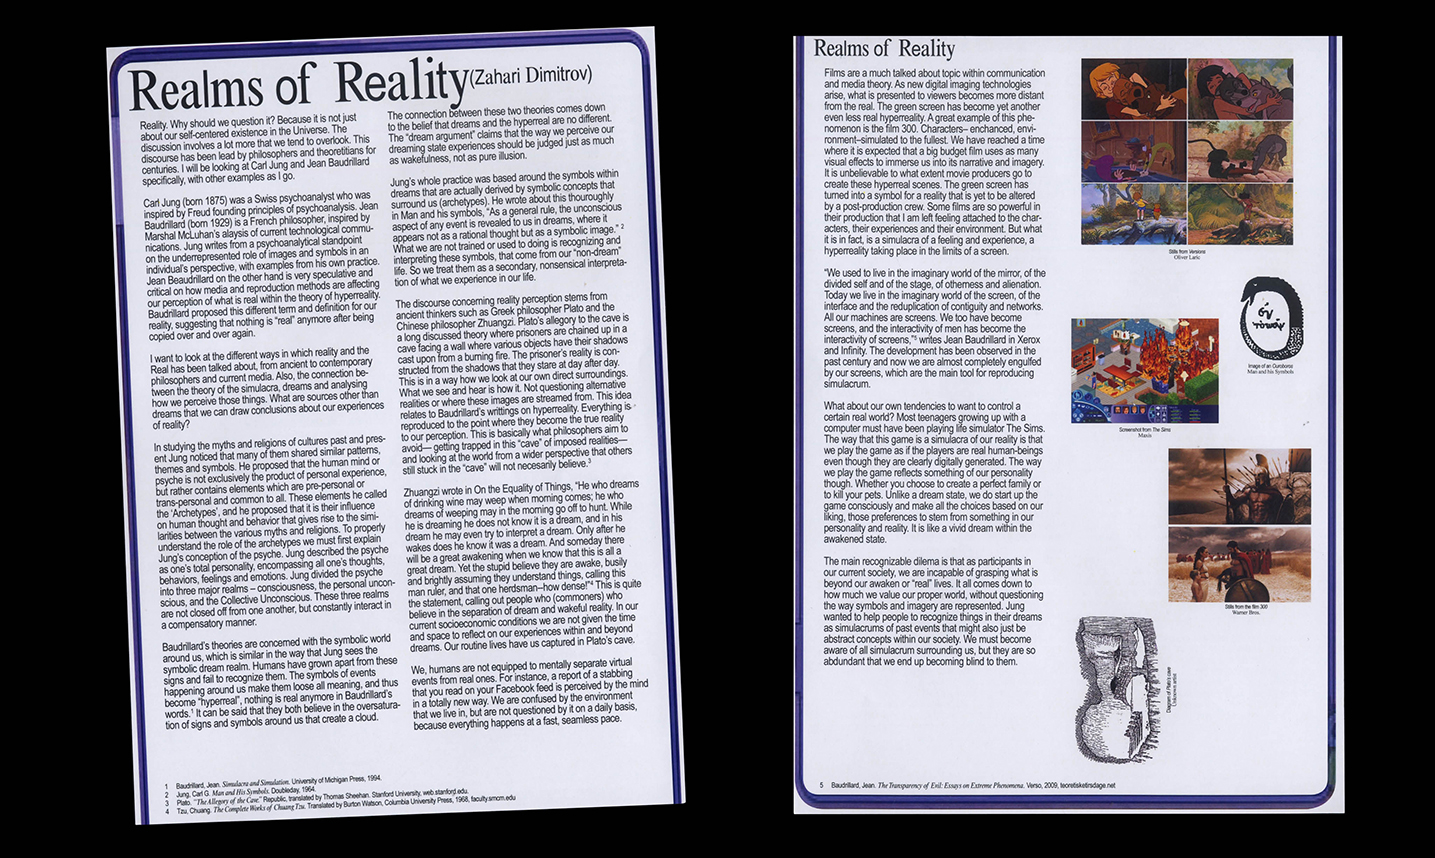 Realms of Reality (Zahari Dimitrov)
Reality. Why should we question it? Because it is not just
about our self-centered existence in the Universe. The
discussion involves a lot more that we tend to overlook. This
discourse has been lead by philosophers and theoretitians for
centuries. I will be looking at Carl Jung and Jean Baudrillard
specifically, with other examples as I go.
Carl Jung (born 1875) was a Swiss psychoanalyst who was
inspired by Freud founding principles of psychoanalysis. Jean
Baudrillard (born 1929) is a French philosopher, inspired by
Marshal McLuhan's alaysis of current technological commu-
nications. Jung writes from a psychoanalytical standpoint
on the underrepresented role of images and symbols in an
individual's perspective, with examples from his own practice.
Jean Beaudrillard on the other hand is very speculative and
critical on how media and reproduction methods are affecting
our perception of what is real within the theory of hyperreality.
Baudrillard proposed this different term and definition for our
reality, suggesting that nothing is "real" anymore after being
copied over and over again.
I want to look at the different ways in which reality and the
Real has been talked about, from ancient to contemporary
philosophers and current media. Also, the connection be-
tween the theory of the simulacra, dreams and analysing
how we perceive those things. What are sources other than
dreams that we can draw conclusions about our experiences
of reality?
In studying the myths and religions of cultures past and pres-
ent Jung noticed that many of them shared similar patterns,
themes and symbols. He proposed that the human mind or
psyche is not exclusively the product of personal experience,
but rather contains elements which are pre-personal or
trans-personal and common to all. These elements he called
the 'Archetypes', and he proposed that it is their influence
on human thought and behavior that gives rise to the simi-
larities between the various myths and religions. To properly
understand the role of the archetypes we must first explain
Jung's conception of the psyche. Jung described the psyche
as one's total personality, encompassing all one's thoughts,
behaviors, feelings and emotions. Jung divided the psyche
into three major realms – consciousness, the personal uncon-
scious, and the Collective Unconscious. These three realms
are not closed off from one another, but constantly interact in
a compensatory manner.
Baudrillard's theories are concerned with the symbolic world
around us, which is similar in the way that Jung sees the
symbolic dream realm. Humans have grown apart from these
signs and fail to recognize them. The symbols of events
happening around us make them loose all meaning, and thus
become "hyperreal", nothing is real anymore in Baudrillard's
words.1 It can be said that they both believe in the oversatura-
tion of signs and symbols around us that create a cloud.
The connection between these two theories comes down
to the belief that dreams and the hyperreal are no different.
The "dream argument" claims that the way we perceive our
dreaming state experiences should be judged just as much
as wakefulness, not as pure illusion.
Jung's whole practice was based around the symbols within
dreams that are actually derived by symbolic concepts that
surround us (archetypes). He wrote about this thouroughly
in Man and his symbols, "As a general rule, the unconscious
aspect of any event is revealed to us in dreams, where it
appears not as a rational thought but as a symbolic image." 2
What we are not trained or used to doing is recognizing and
interpreting these symbols, that come from our "non-dream"
life. So we treat them as a secondary, nonsensical interpreta-
tion of what we experience in our life.
The discourse concerning reality perception stems from
ancient thinkers such as Greek philosopher Plato and the
Chinese philosopher Zhuangzi. Plato's allegory to the cave is
a long discussed theory where prisoners are chained up in a
cave facing a wall where various objects have their shadows
cast upon from a burning fire. The prisoner's reality is con-
structed from the shadows that they stare at day after day.
This is in a way how we look at our own direct surroundings.
What we see and hear is how it. Not questioning alternative
realities or where these images are streamed from. This idea
relates to Baudrillard's writtings on hyperreality. Everything is
reproduced to the point where they become the true reality
to our perception. This is basically what philosophers aim to
avoid— getting trapped in this "cave" of imposed realities—
and looking at the world from a wider perspective that others
still stuck in the "cave" will not necesarily believe.3
Zhuangzi wrote in On the Equality of Things, "He who dreams
of drinking wine may weep when morning comes; he who
dreams of weeping may in the morning go off to hunt. While
he is dreaming he does not know it is a dream, and in his
dream he may even try to interpret a dream. Only after he
wakes does he know it was a dream. And someday there
will be a great awakening when we know that this is all a
great dream. Yet the stupid believe they are awake, busily
and brightly assuming they understand things, calling this
man ruler, and that one herdsman–how dense!"4 This is quite
the statement, calling out people who (commoners) who
believe in the separation of dream and wakeful reality. In our
current socioeconomic conditions we are not given the time
and space to reflect on our experiences within and beyond
dreams. Our routine lives have us captured in Plato's cave.
We, humans are not equipped to mentally separate virtual
events from real ones. For instance, a report of a stabbing
that you read on your Facebook feed is perceived by the mind
in a totally new way. We are confused by the environment
that we live in, but are not questioned by it on a daily basis,
because everything happens at a fast, seamless pace.
1 Baudrillard, Jean. Simulacra and Simulation. University of Michigan Press, 1994.
2 Jung, Carl G. Man and His Symbols. Doubleday, 1964.
3 Plato. "The Allegory of the Cave." Republic, translated by Thomas Sheehan. Stanford University, web.stanford.edu.
4 Tzu, Chuang. The Complete Works of Chuang Tzu. Translated by Burton Watson, Columbia University Press, 1968, faculty.smcm.edu
Realms of Reality
Films are a much talked about topic within communication
and media theory. As new digital imaging technologies
arise, what is presented to viewers becomes more distant
from the real. The green screen has become yet another
even less real hyperreality. A great example of this phe-
nomenon is the film 300. Characters– enchanced, envi-
ronment–simulated to the fullest. We have reached a time
where it is expected that a big budget film uses as many
visual effects to immerse us into its narrative and imagery.
It is unbelievable to what extent movie producers go to
create these hyperreal scenes. The green screen has
turned into a symbol for a reality that is yet to be altered
by a post-production crew. Some films are so powerful in
their production that I am left feeling attached to the char-
acters, their experiences and their environment. But what
it is in fact, is a simulacra of a feeling and experience, a
hyperreality taking place in the limits of a screen.
"We used to live in the imaginary world of the mirror, of the
divided self and of the stage, of otherness and alienation.
Today we live in the imaginary world of the screen, of the
interface and the reduplication of contiguity and networks.
All our machines are screens. We too have become
screens, and the interactivity of men has become the
interactivity of screens,"5 writes Jean Baudrillard in Xerox
and Infinity. The development has been observed in the
past century and now we are almost completely engulfed
by our screens, which are the main tool for reproducing
simulacrum.
What about our own tendencies to want to control a
certain real world? Most teenagers growing up with a
computer must have been playing life simulator The Sims.
The way that this game is a simulacra of our reality is that
we play the game as if the players are real human-beings
even though they are clearly digitally generated. The way
we play the game reflects something of our personality
though. Whether you choose to create a perfect family or
to kill your pets. Unlike a dream state, we do start up the
game consciously and make all the choices based on our
liking, those preferences to stem from something in our
personality and reality. It is like a vivid dream within the
awakened state.
The main recognizable dilema is that as participants in
our current society, we are incapable of grasping what is
beyond our awaken or "real" lives. It all comes down to
how much we value our proper world, without questioning
the way symbols and imagery are represented. Jung
wanted to help people to recognize things in their dreams
as simulacrums of past events that might also just be
abstract concepts within our society. We must become
aware of all simulacrum surrounding us, but they are so
abundant that we end up becoming blind to them.
Stills from Versions
Oliver Laric
Image of an Ouroboros
Man and his Symbols
Screenshot from The Sims
Maxis
Stills from the film 300
Warner Bros.
Diagram of Plato's cave
Unknown artist
5 Baudrillard, Jean. The Transparency of Evil: Essays on Extreme Phenomena. Verso, 2009, teoretisketirsdage.net